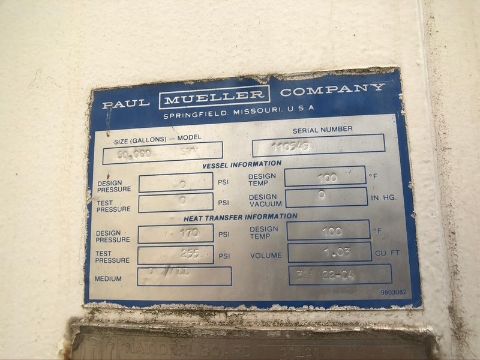 PAUL MUELLER COMPANY
SPRINGFIELD, MISSOURI, U.S.A.
SIZE (GALLONS) – MODEL SERIAL NUMBER
VESSEL INFORMATION
DESIGN PRESSURE 0 PSI DESIGN TEMP 100 °F
TEST PRESSURE 0 PSI DESIGN VACUUM 0 IN HG.
HEAT TRANSFER INFORMATION
DESIGN PRESSURE 170 PSI DESIGN TEMP 100 °F
TEST PRESSURE 255 PSI VOLUME 1.03 CU FT
MEDIUM